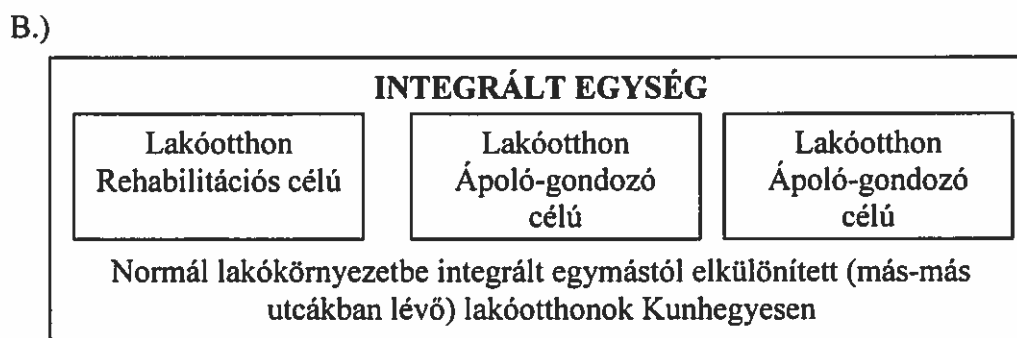 B.)
INTEGRÁLT EGYSÉG
Lakóotthon
Rehabilitációs célú
Lakóotthon
Ápoló-gondozó
célú
Lakóotthon
Ápoló-gondozó
célú
Normál lakókörnyezetbe integrált egymástól elkülönített (más-más
utcákban lévő) lakóotthonok Kunhegyesen